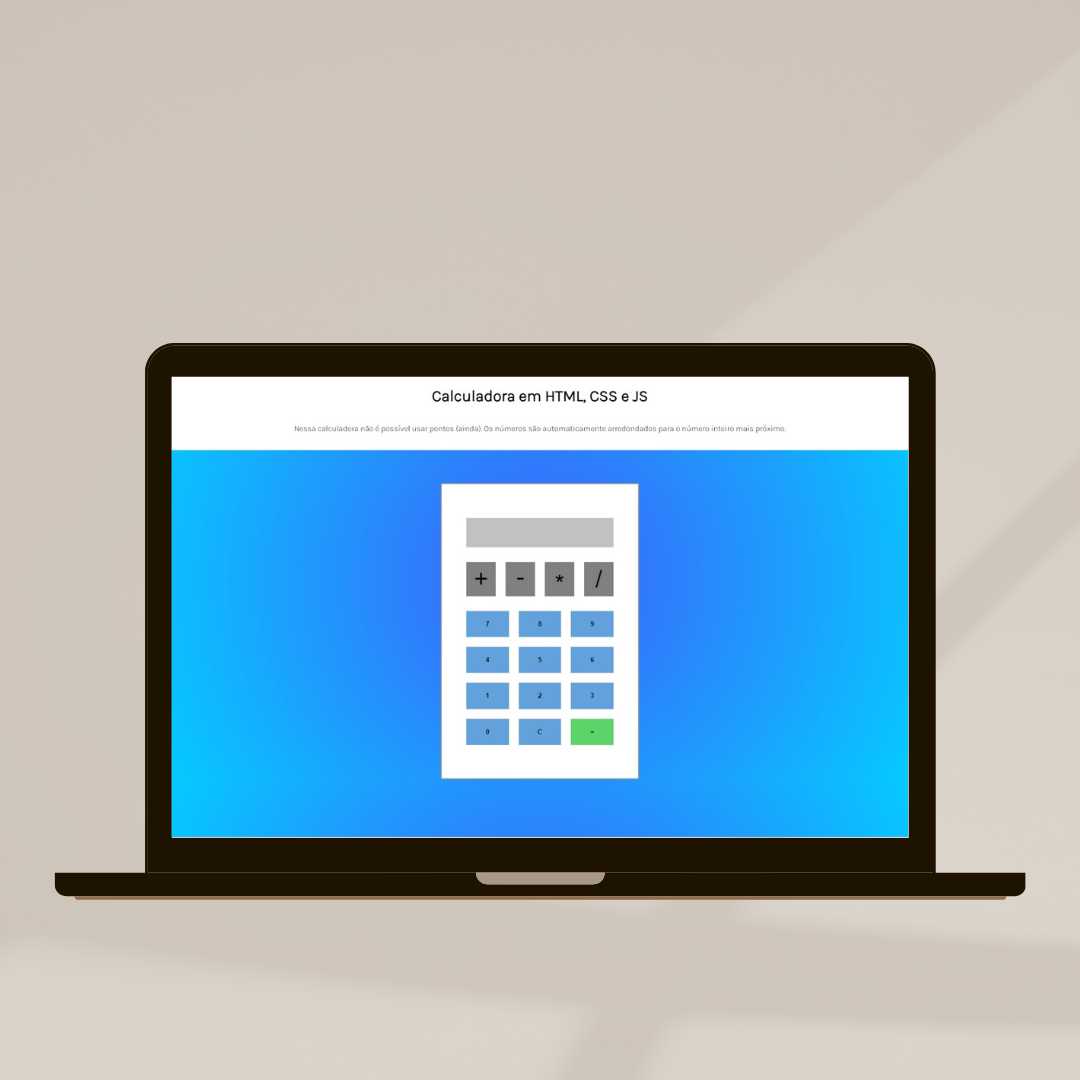 Calculadora em HTML, CSS e JS
Nessa calculadora não é possível usar pontos (ainda). Os números são automaticamente arredondados para o número inteiro mais próximo.
+ - * /
7 8 9
4 5 6
1 2 3
0 C =